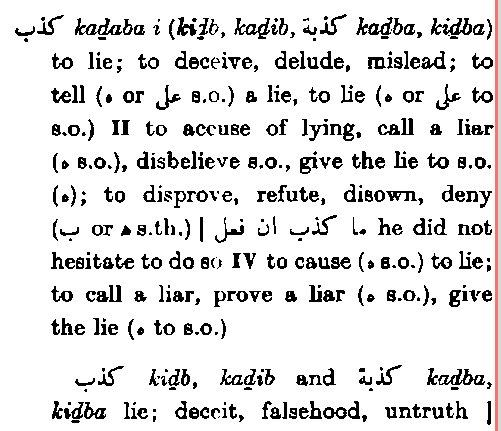 كذب kaḏaba i (kiḏb, kaḏib, كذبة kaḏba, kiḏba)
to lie; to deceive, delude, mislead; to
tell (ه or على s.o.) a lie, to lie (ه or على to
s.o.) II to accuse of lying, call a liar
(ه s.o.), disbelieve s.o., give the lie to s.o.
(ه); to disprove, refute, disown, deny
(ب or ه s.th.) | ما كذب ان فعل he did not
hesitate to do so IV to cause (ه s.o.) to lie;
to call a liar, prove a liar (ه s.o.), give
the lie (ه to s.o.)
كذب kiḏb, kaḏib and كذبة kaḏba,
kiḏba lie; deceit, falsehood, untruth |